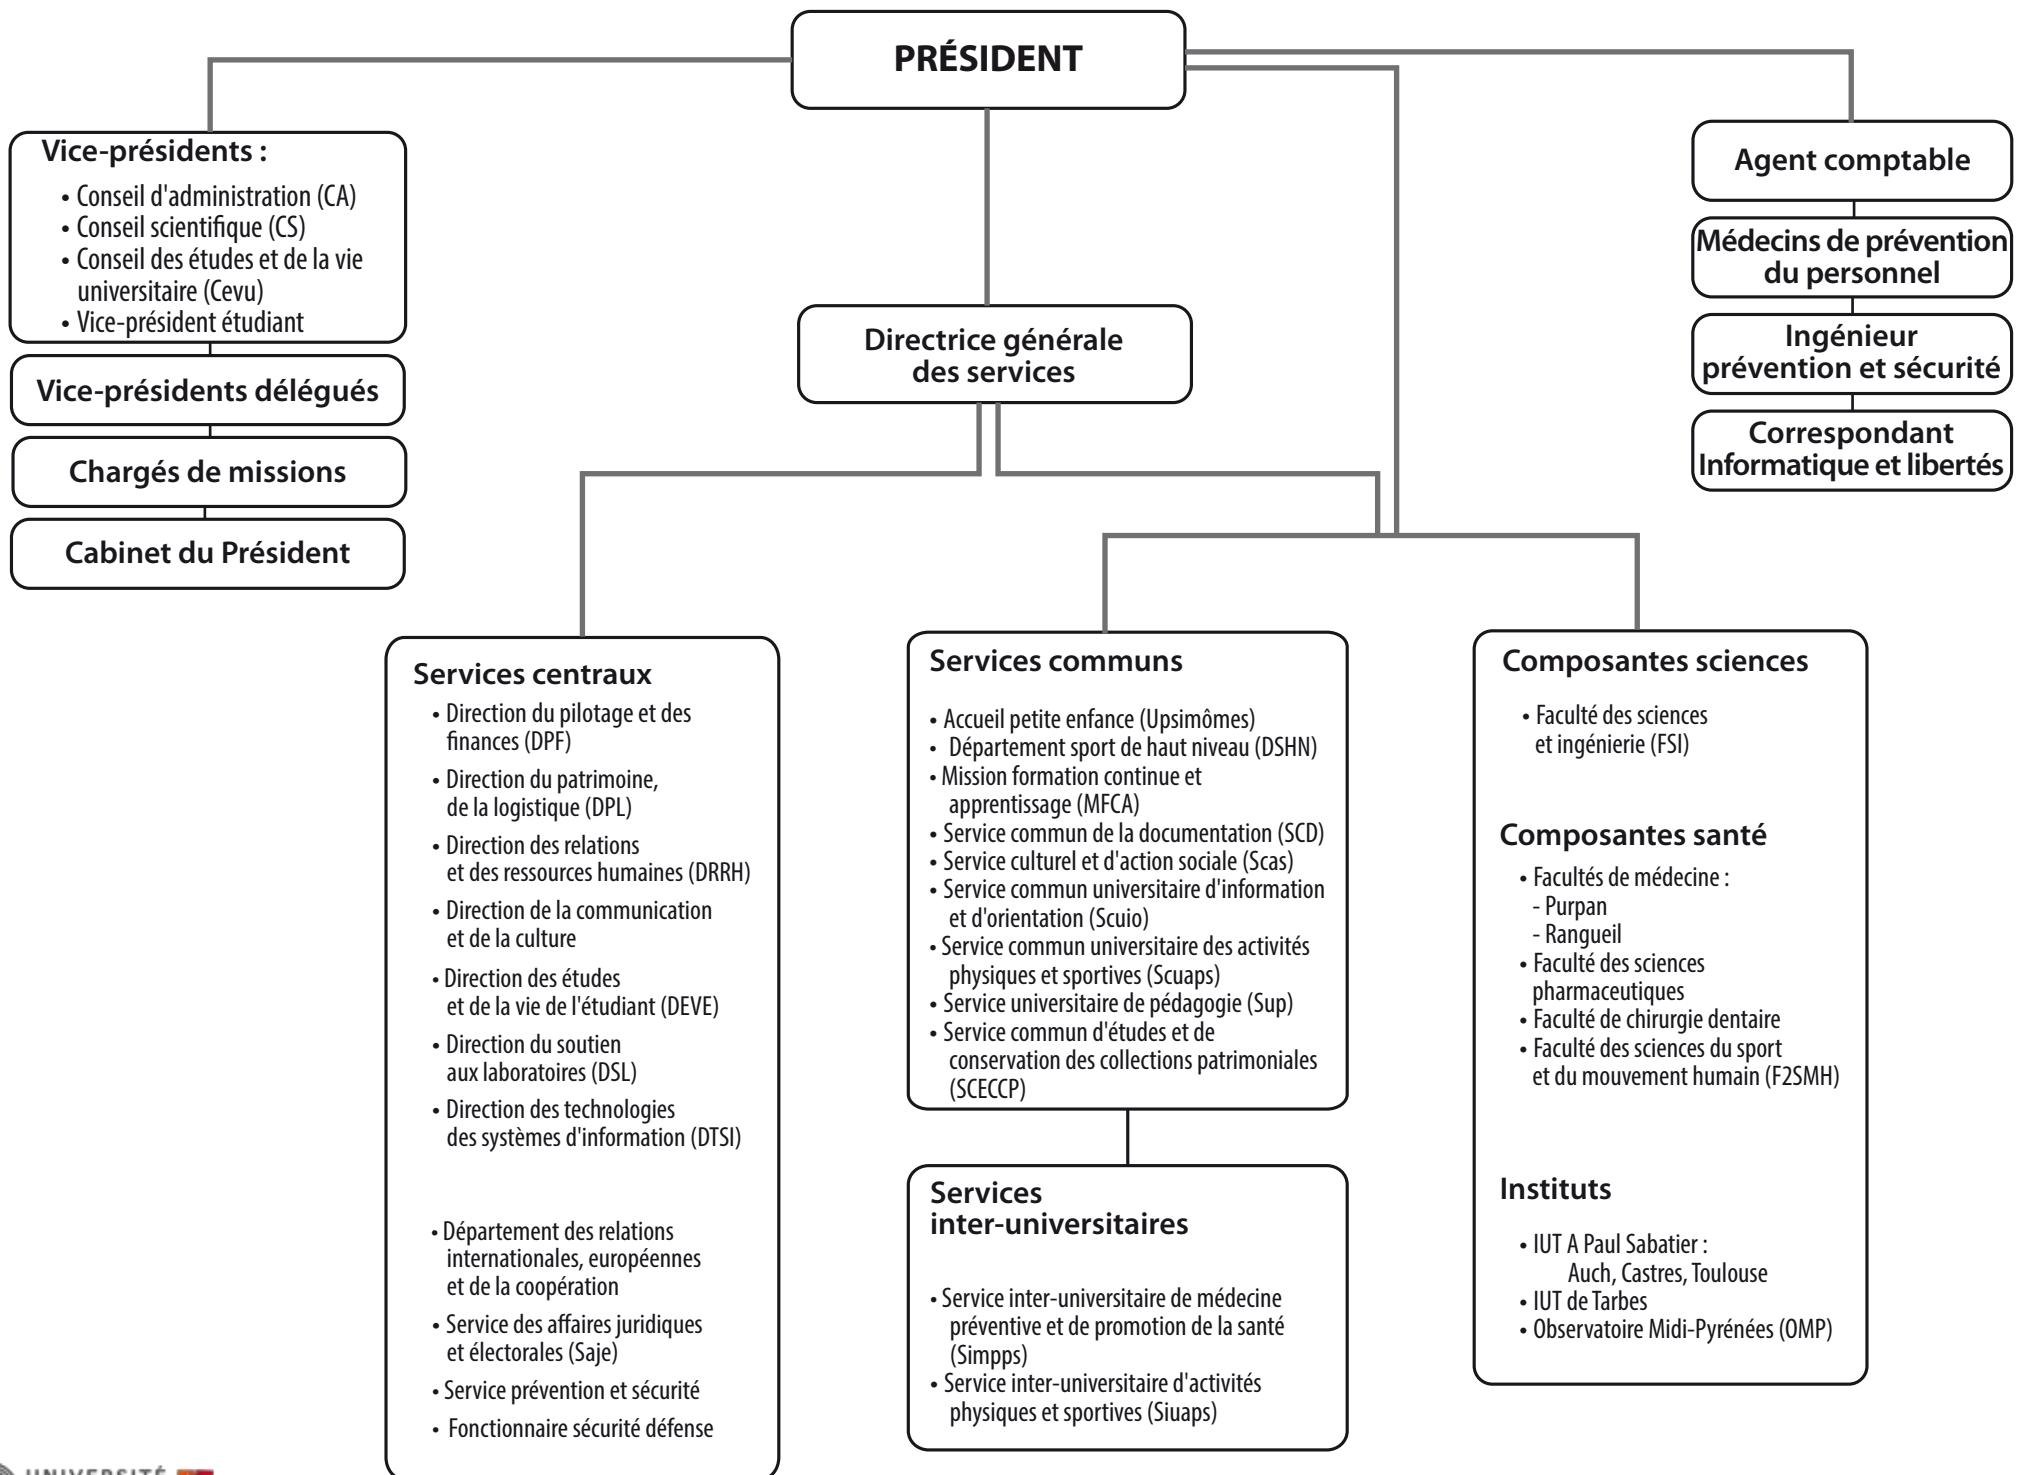 PRÉSIDENT
Vice-présidents :
• Conseil d'administration (CA)
• Conseil scientifique (CS)
• Conseil des études et de la vie
universitaire (Cevu)
• Vice-président étudiant
Vice-présidents délégués
Chargés de missions
Cabinet du Président
Directrice générale
des services
Agent comptable
Médecins de prévention
du personnel
Ingénieur
prévention et sécurité
Correspondant
Informatique et libertés
Services centraux
• Direction du pilotage et des
finances (DPF)
• Direction du patrimoine,
de la logistique (DPL)
• Direction des relations
et des ressources humaines (DRRH)
• Direction de la communication
et de la culture
• Direction des études
et de la vie de l'étudiant (DEVE)
• Direction du soutien
aux laboratoires (DSL)
• Direction des technologies
des systèmes d'information (DTSI)
• Département des relations
internationales, européennes
et de la coopération
• Service des affaires juridiques
et électorales (Saje)
• Service prévention et sécurité
• Fonctionnaire sécurité défense
Services communs
• Accueil petite enfance (Upsimômes)
• Département sport de haut niveau (DSHN)
• Mission formation continue et
apprentissage (MFCA)
• Service commun de la documentation (SCD)
• Service culturel et d'action sociale (Scas)
• Service commun universitaire d'information
et d'orientation (Scuio)
• Service commun universitaire des activités
physiques et sportives (Scuaps)
• Service universitaire de pédagogie (Sup)
• Service commun d'études et de
conservation des collections patrimoniales
(SCECCP)
Services
inter-universitaires
• Service inter-universitaire de médecine
préventive et de promotion de la santé
(Simpps)
• Service inter-universitaire d'activités
physiques et sportives (Siuaps)
Composantes sciences
• Faculté des sciences
et ingénierie (FSI)
Composantes santé
• Facultés de médecine :
- Purpan
- Rangueil
• Faculté des sciences
pharmaceutiques
• Faculté de chirurgie dentaire
• Faculté des sciences du sport
et du mouvement humain (F2SMH)
Instituts
• IUT A Paul Sabatier :
Auch, Castres, Toulouse
• IUT de Tarbes
• Observatoire Midi-Pyrénées (OMP)
UNIVERSITÉ